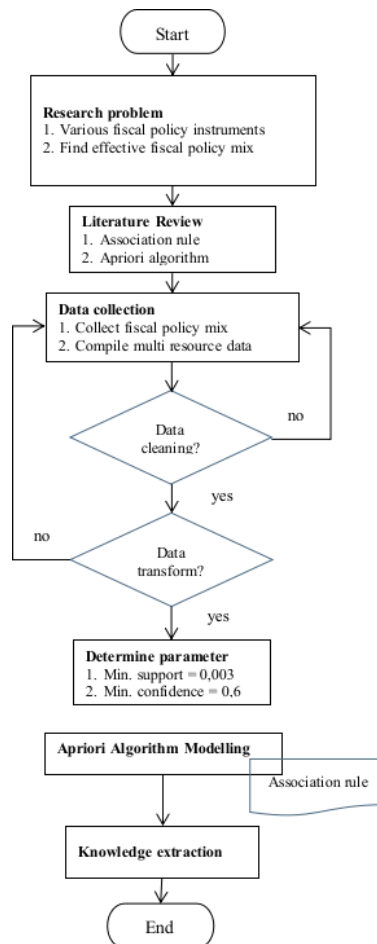 Start
Research problem
1. Various fiscal policy instruments
2. Find effective fiscal policy mix
Literature Review
1. Association rule
2. Apriori algorithm
Data collection
1. Collect fiscal policy mix
2. Compile multi resource data
Data
cleaning?
no
yes
no
Data
transform?
yes
Determine parameter
1. Min. support = 0,003
2. Min. confidence = 0,6
Apriori Algorithm Modelling
Association rule
Knowledge extraction
End